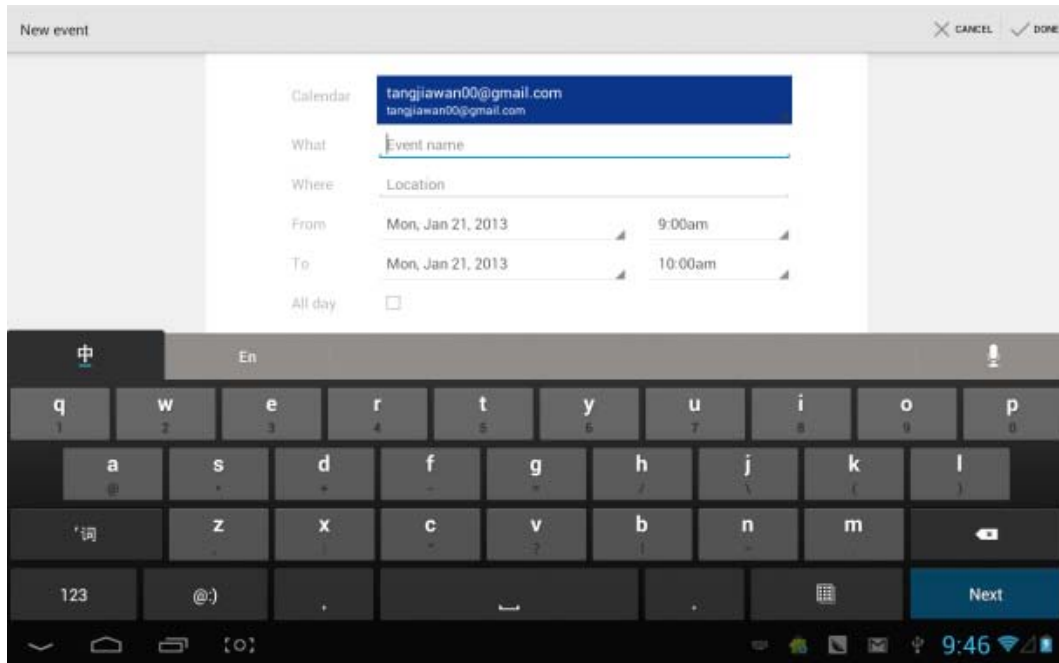 New event
CANCEL DONE
Calendar tangjiawan00@gmail.com
tangjiawan00@gmail.com
What Event name
Where Location
From Mon, Jan 21, 2013 9:00am
To Mon, Jan 21, 2013 10:00am
All day
中 En
q w e r t y u i o p
1 2 3 4 5 6 7 8 9 0
a s d f g h j k l
'词 z x c v b n m
123 @:) , . Next
9:46